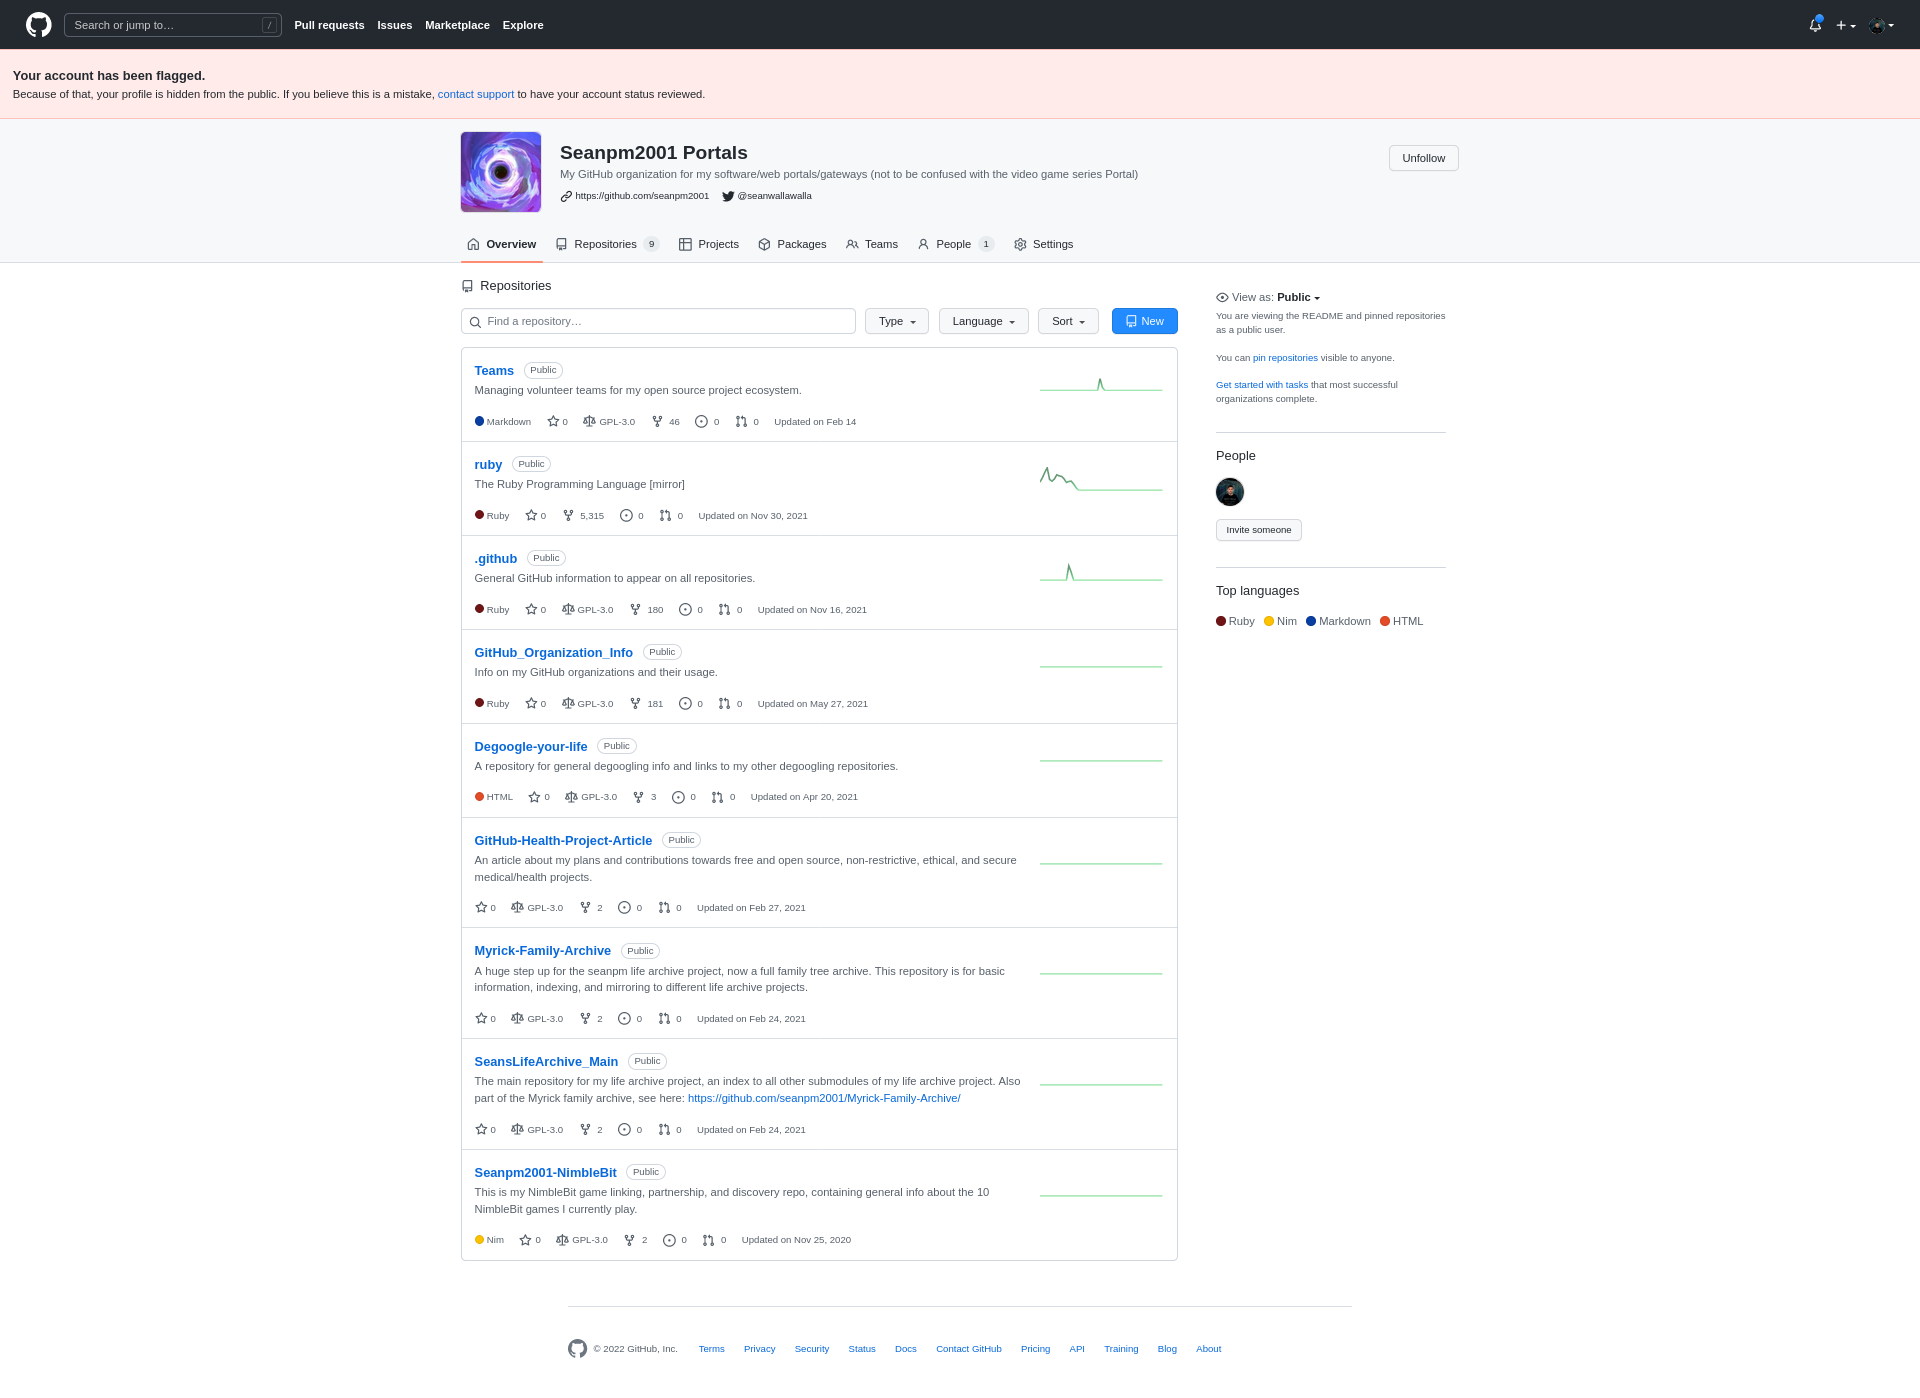 Search or jump to…
/
Pull requests Issues Marketplace Explore
Your account has been flagged.
Because of that, your profile is hidden from the public. If you believe this is a mistake, contact support to have your account status reviewed.
Seanpm2001 Portals
My GitHub organization for my software/web portals/gateways (not to be confused with the video game series Portal)
https://github.com/seanpm2001 @seanwallawalla
Unfollow
Overview Repositories 9 Projects Packages Teams People 1 Settings
Repositories
Find a repository… Type Language Sort New
Teams Public
Managing volunteer teams for my open source project ecosystem.
Markdown 0 GPL-3.0 46 0 0 Updated on Feb 14
ruby Public
The Ruby Programming Language [mirror]
Ruby 0 5,315 0 0 Updated on Nov 30, 2021
.github Public
General GitHub information to appear on all repositories.
Ruby 0 GPL-3.0 180 0 0 Updated on Nov 16, 2021
GitHub_Organization_Info Public
Info on my GitHub organizations and their usage.
Ruby 0 GPL-3.0 181 0 0 Updated on May 27, 2021
Degoogle-your-life Public
A repository for general degoogling info and links to my other degoogling repositories.
HTML 0 GPL-3.0 3 0 0 Updated on Apr 20, 2021
GitHub-Health-Project-Article Public
An article about my plans and contributions towards free and open source, non-restrictive, ethical, and secure
medical/health projects.
0 GPL-3.0 2 0 0 Updated on Feb 27, 2021
Myrick-Family-Archive Public
A huge step up for the seanpm life archive project, now a full family tree archive. This repository is for basic
information, indexing, and mirroring to different life archive projects.
0 GPL-3.0 2 0 0 Updated on Feb 24, 2021
SeansLifeArchive_Main Public
The main repository for my life archive project, an index to all other submodules of my life archive project. Also
part of the Myrick family archive, see here: https://github.com/seanpm2001/Myrick-Family-Archive/
0 GPL-3.0 2 0 0 Updated on Feb 24, 2021
Seanpm2001-NimbleBit Public
This is my NimbleBit game linking, partnership, and discovery repo, containing general info about the 10
NimbleBit games I currently play.
Nim 0 GPL-3.0 2 0 0 Updated on Nov 25, 2020
View as: Public
You are viewing the README and pinned repositories
as a public user.
You can pin repositories visible to anyone.
Get started with tasks that most successful
organizations complete.
People
Invite someone
Top languages
Ruby Nim Markdown HTML
© 2022 GitHub, Inc. Terms Privacy Security Status Docs Contact GitHub Pricing API Training Blog About